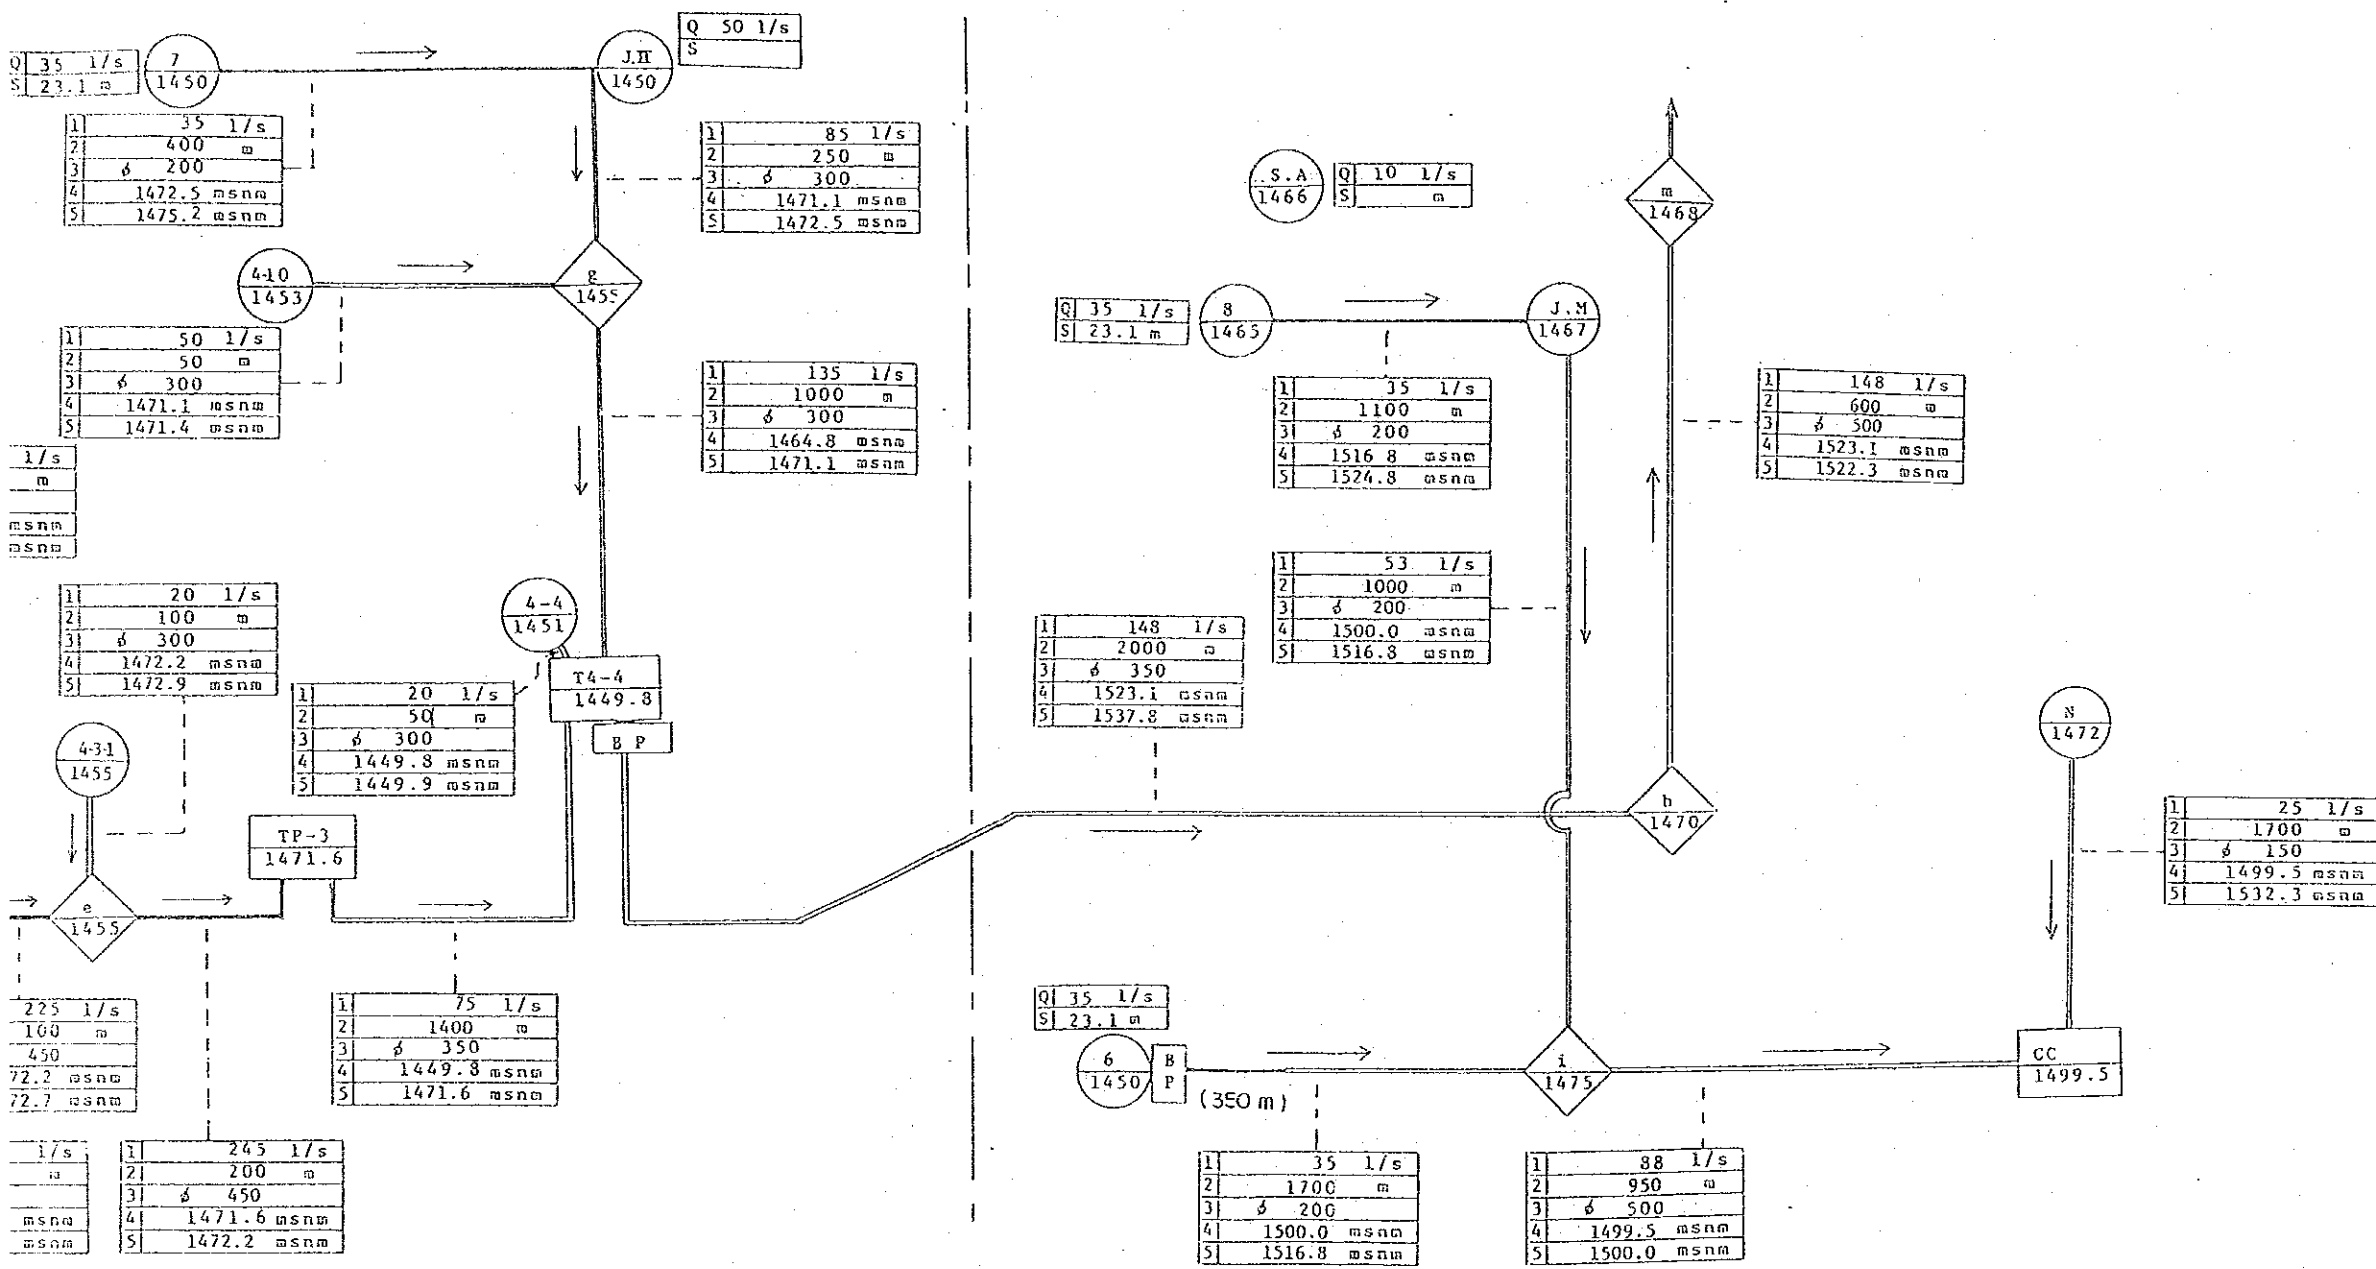 Q 50 l/s
S
Q 35 l/s
S 23.1 m
7
1450
J.H
1450
1 35 l/s
2 400 m
3 ϕ 200
4 1472.5 msnm
5 1475.2 msnm
1 85 l/s
2 250 m
3 ϕ 300
4 1471.1 msnm
5 1472.5 msnm
4-10
1453
g
1455
1 50 l/s
2 50 m
3 ϕ 300
4 1471.1 msnm
5 1471.4 msnm
1 135 l/s
2 1000 m
3 ϕ 300
4 1464.8 msnm
5 1471.1 msnm
l/s
m
msnm
msnm
1 20 l/s
2 100 m
3 ϕ 300
4 1472.2 msnm
5 1472.9 msnm
4-4
1451
T4-4
1449.8
B P
1 20 l/s
2 50 m
3 ϕ 300
4 1449.8 msnm
5 1449.9 msnm
4-3-1
1455
TP-3
1471.6
e
1455
225 l/s
100 m
450
72.2 msnm
72.7 msnm
1 75 l/s
2 1400 m
3 ϕ 350
4 1449.8 msnm
5 1471.6 msnm
l/s
m
msnm
msnm
1 245 l/s
2 200 m
3 ϕ 450
4 1471.6 msnm
5 1472.2 msnm
S.A
1466
Q 10 l/s
S m
m
1468
Q 35 l/s
S 23.1 m
8
1465
J.M
1467
1 35 l/s
2 1100 m
3 ϕ 200
4 1516 8 msnm
5 1524.8 msnm
1 148 l/s
2 600 m
3 ϕ 500
4 1523.1 msnm
5 1522.3 msnm
1 53 l/s
2 1000 m
3 ϕ 200
4 1500.0 msnm
5 1516.8 msnm
1 148 l/s
2 2000 m
3 ϕ 350
4 1523.1 msnm
5 1537.8 msnm
N
1472
h
1470
1 25 l/s
2 1700 m
3 ϕ 150
4 1499.5 msnm
5 1532.3 msnm
Q 35 l/s
S 23.1 m
6
1450
B
P
(350 m)
i
1475
CC
1499.5
1 35 l/s
2 1700 m
3 ϕ 200
4 1500.0 msnm
5 1516.8 msnm
1 88 l/s
2 950 m
3 ϕ 500
4 1499.5 msnm
5 1500.0 msnm